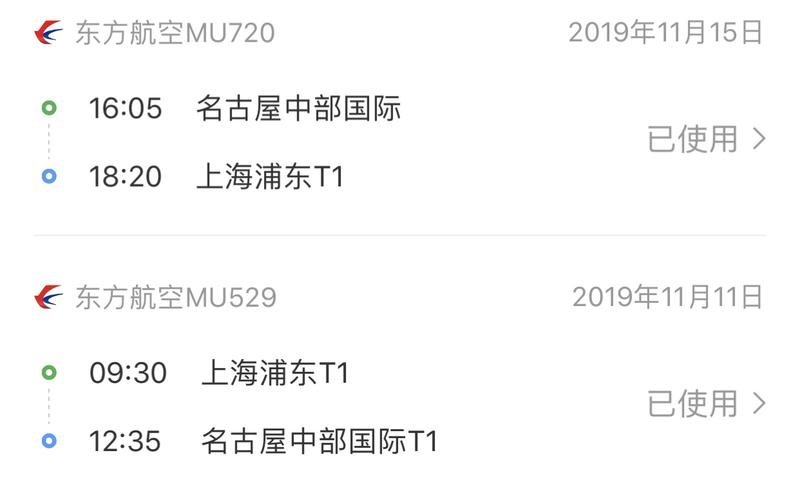 东方航空MU720 2019年11月15日
16:05 名古屋中部国际
已使用
18:20 上海浦东T1
东方航空MU529 2019年11月11日
09:30 上海浦东T1
已使用
12:35 名古屋中部国际T1